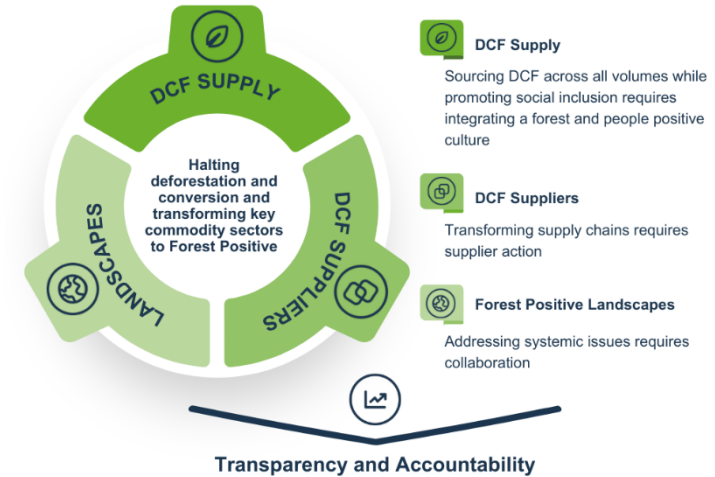 DCF SUPPLY
DCF SUPPLIERS
LANDSCAPES
Halting
deforestation and
conversion and
transforming key
commodity sectors
to Forest Positive
DCF Supply
Sourcing DCF across all volumes while
promoting social inclusion requires
integrating a forest and people positive
culture
DCF Suppliers
Transforming supply chains requires
supplier action
Forest Positive Landscapes
Addressing systemic issues requires
collaboration
Transparency and Accountability